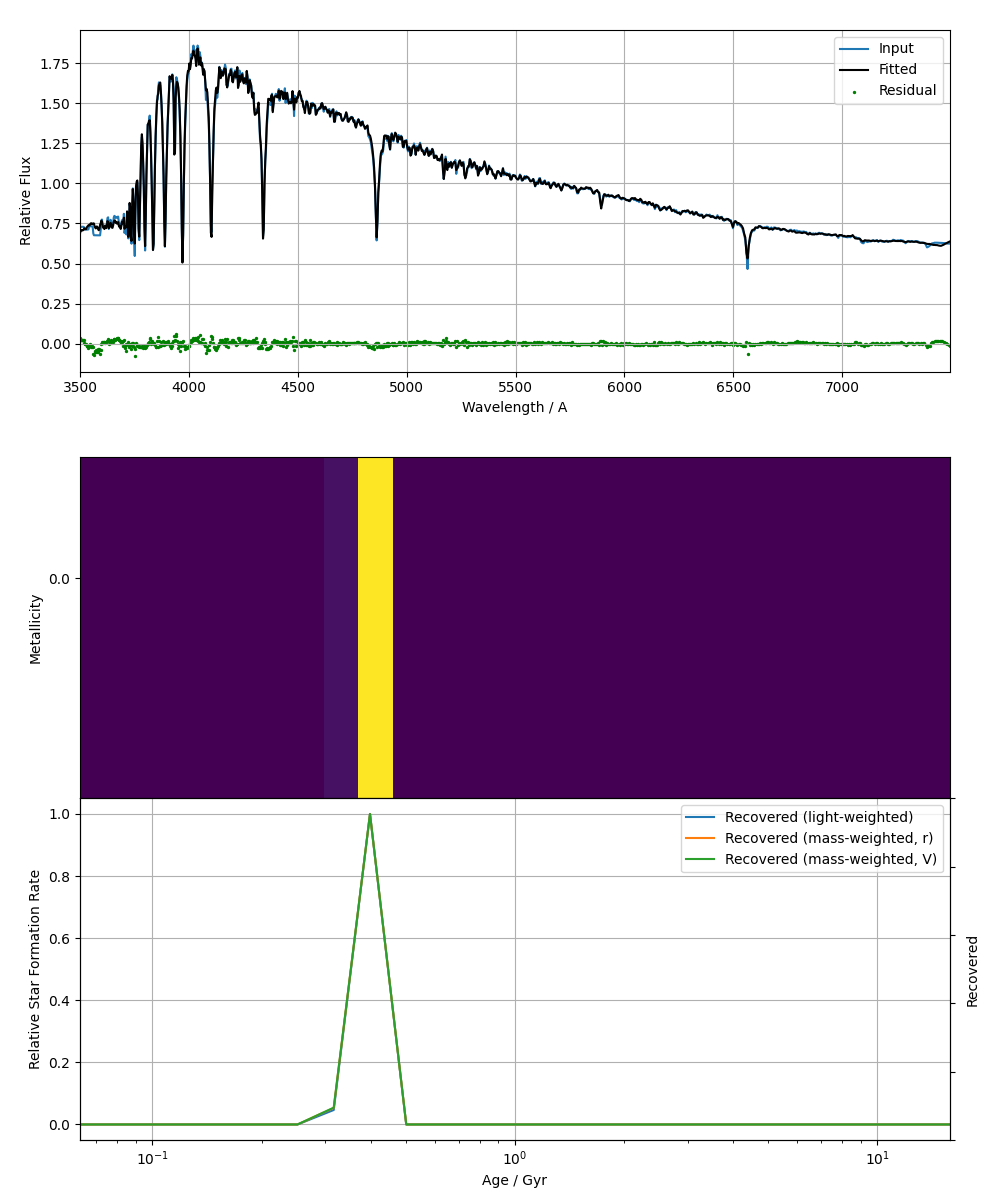 1.75
1.50
1.25
1.00
0.75
0.50
0.25
0.00
Relative Flux
Input
Fitted
Residual
3500 4000 4500 5000 5500 6000 6500 7000
Wavelength / A
0.0
Metallicity
1.0
0.8
0.6
0.4
0.2
0.0
Relative Star Formation Rate
Recovered (light-weighted)
Recovered (mass-weighted, r)
Recovered (mass-weighted, V)
Recovered
10⁻¹ 10⁰ 10¹
Age / Gyr